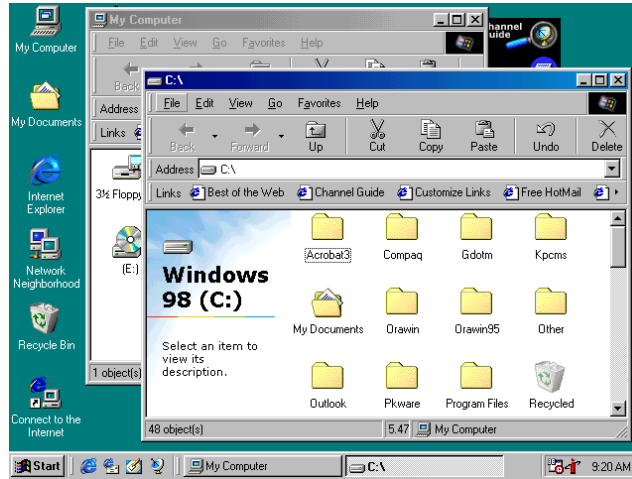 My Computer
My Documents
Internet
Explorer
Network
Neighborhood
Recycle Bin
Connect to the
Internet
My Computer
File Edit View Go Favorites Help
Back
Address
Links
3½ Floppy
(E:)
1 object(s)
hannel
uide
C:\
File Edit View Go Favorites Help
Back Forward Up Cut Copy Paste Undo Delete
Address C:\
Links Best of the Web Channel Guide Customize Links Free HotMail
Windows
98 (C:)
Select an item to
view its
description.
Acrobat3 Compaq Gdotm Kpcms
My Documents Orawin Orawin95 Other
Outlook Pkware Program Files Recycled
48 object(s) 5.47 My Computer
Start My Computer C:\ 9:20 AM